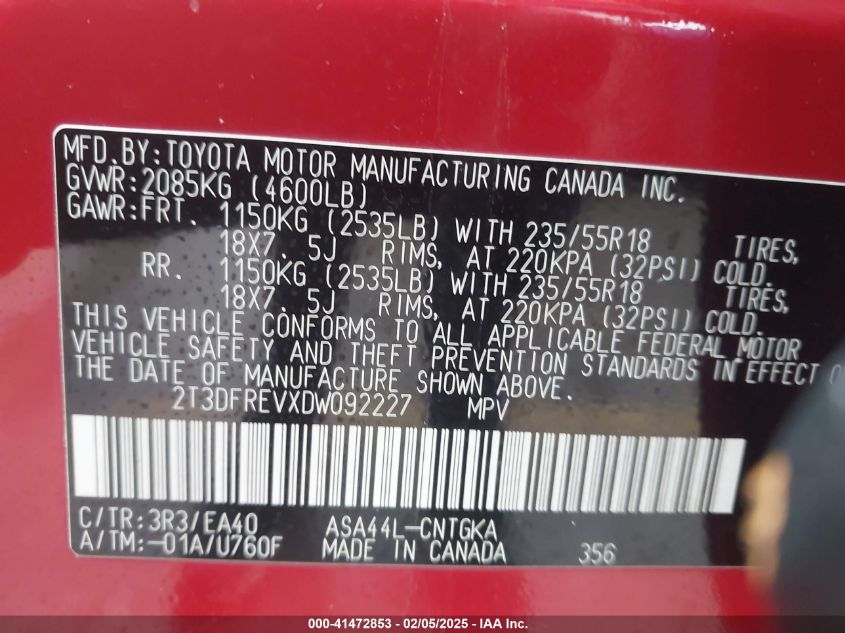 MFD.BY:TOYOTA MOTOR MANUFACTURING CANADA INC.
GVWR:2085KG (4600LB)
GAWR:FRT. 1150KG (2535LB) WITH 235/55R18 TIRES,
18X7. 5J RIMS, AT 220KPA (32PSI) COLD.
RR. 1150KG (2535LB) WITH 235/55R18 TIRES,
18X7. 5J RIMS, AT 220KPA (32PSI) COLD.
THIS VEHICLE CONFORMS TO ALL APPLICABLE FEDERAL MOTOR
VEHICLE SAFETY AND THEFT PREVENTION STANDARDS IN EFFECT
THE DATE OF MANUFACTURE SHOWN ABOVE.
2T3DFREVXDW092227 MPV
C/TR:3R3/EA40 ASA44L-CNTGKA
A/TM:-01A/U760F MADE IN CANADA 356
000-41472853 - 02/05/2025 - IAA Inc.